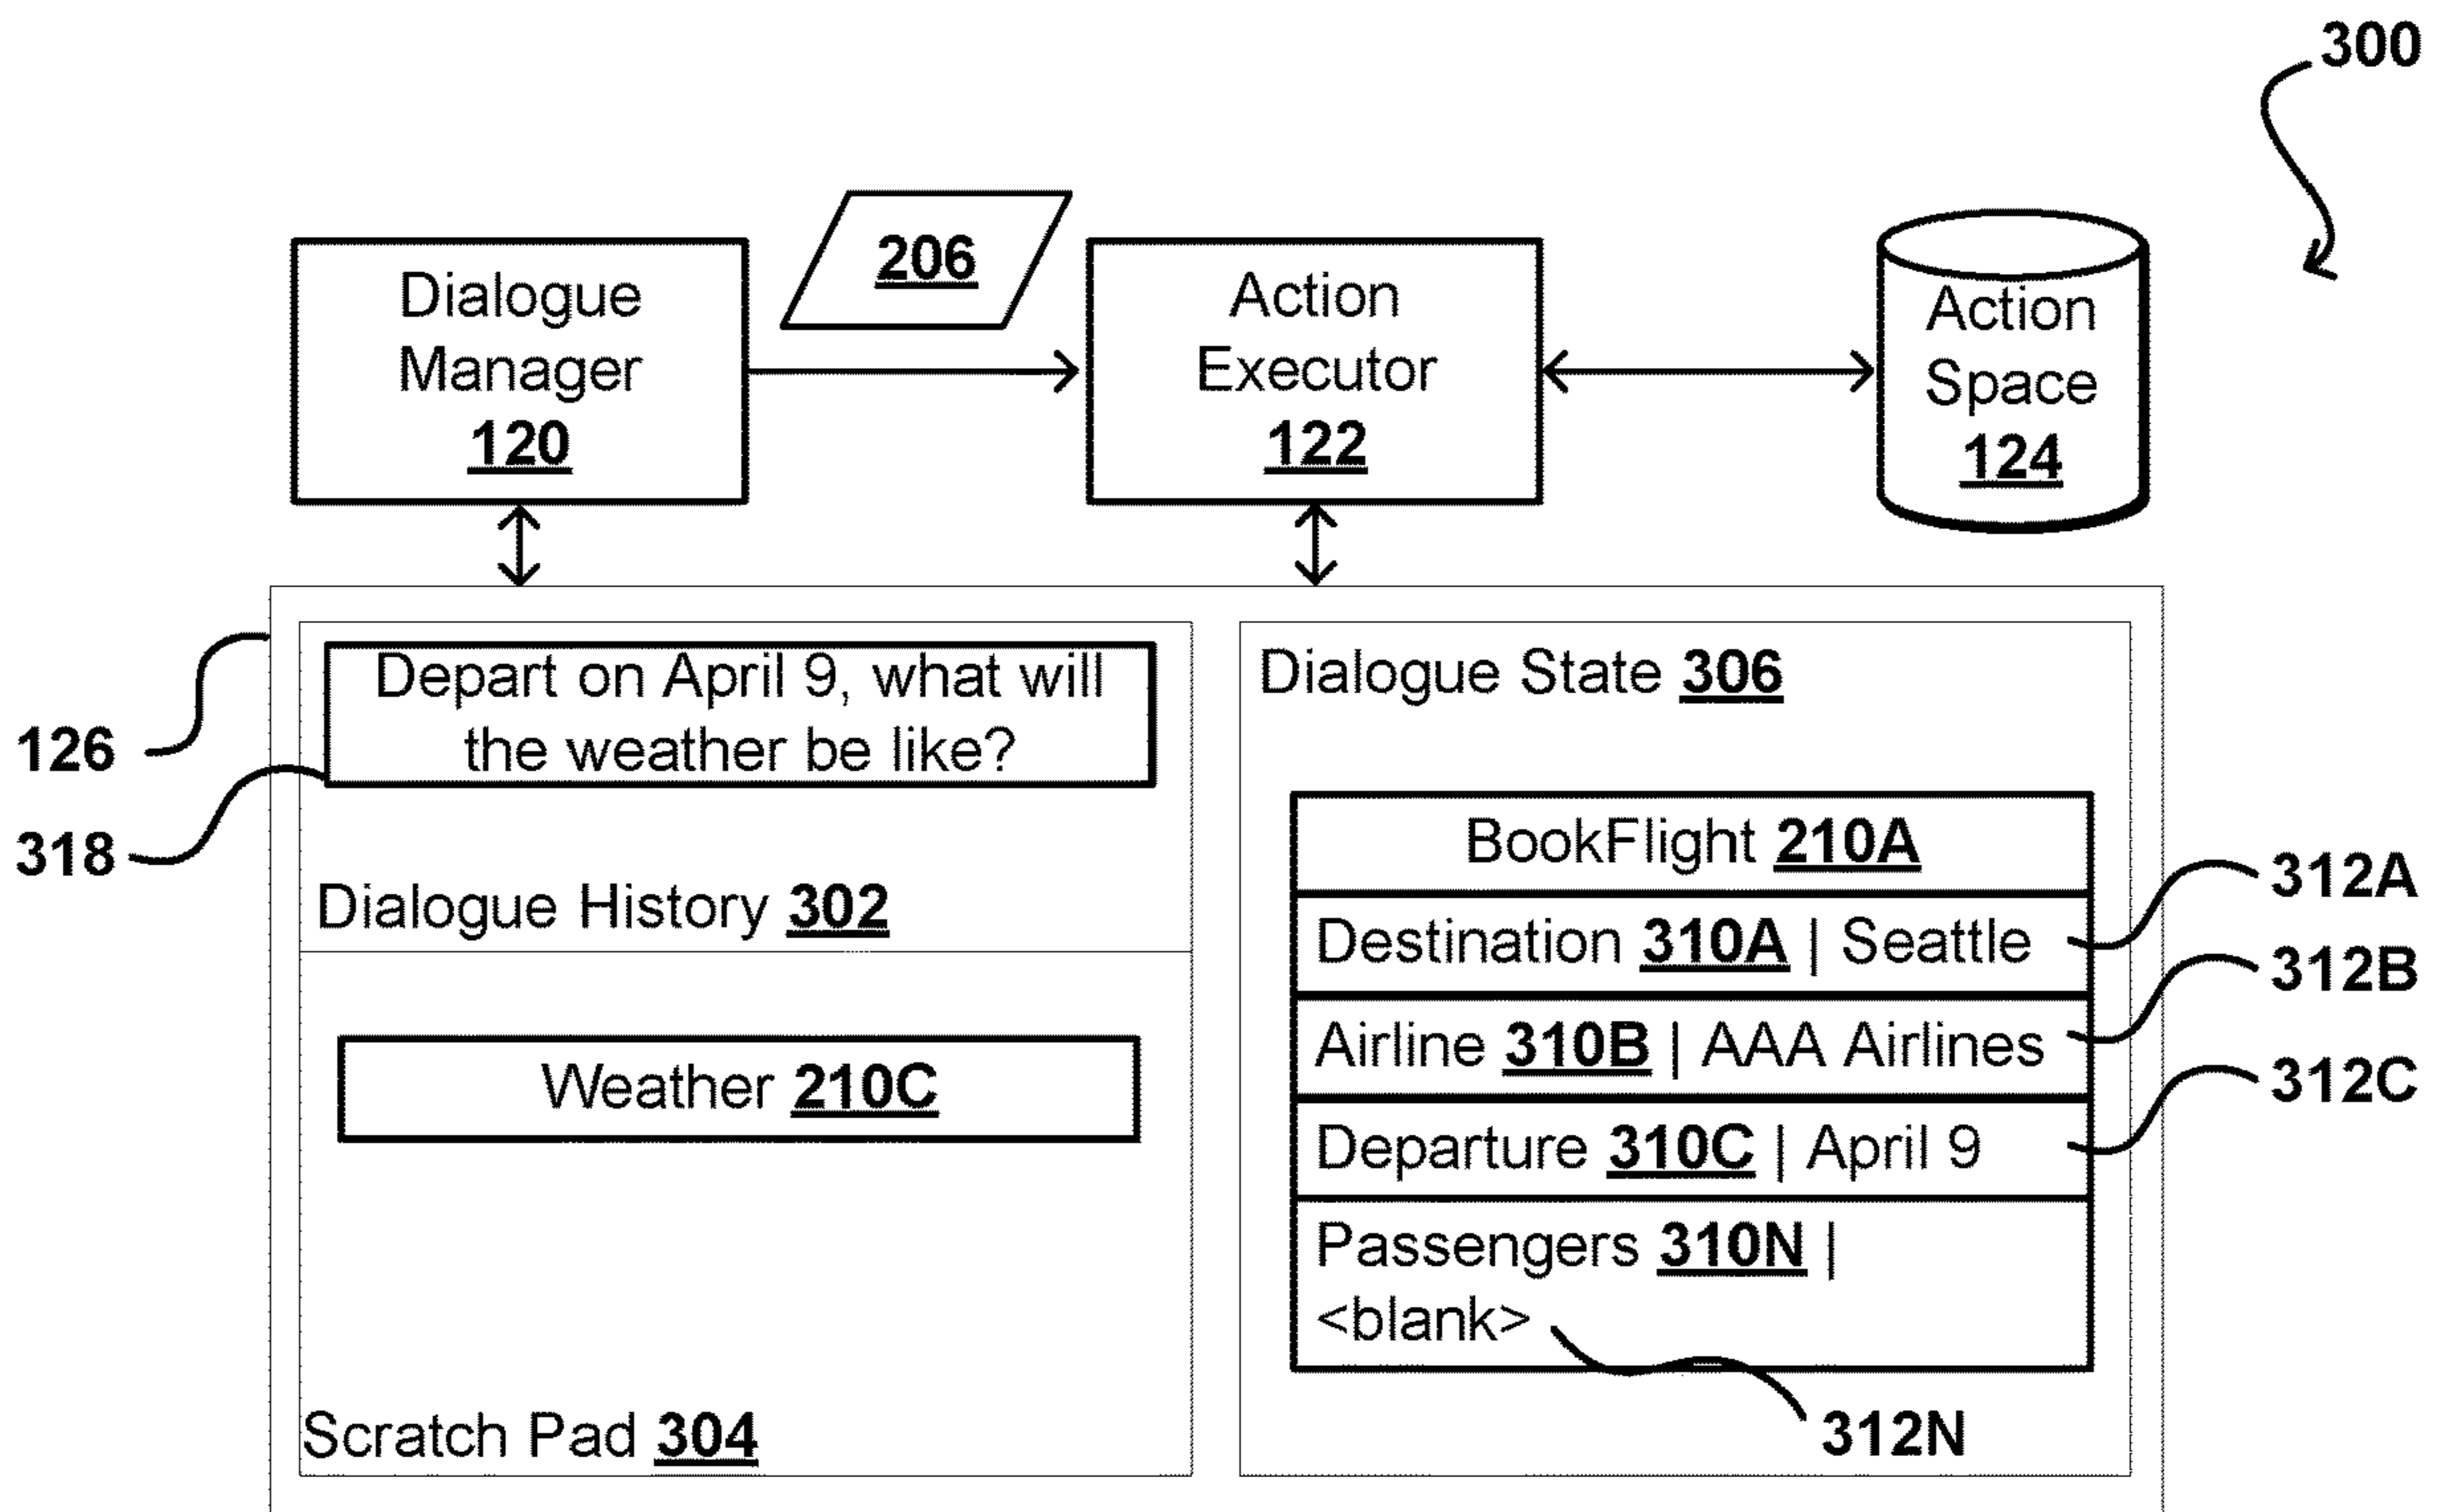 300
206
Dialogue
Manager
120
Action
Executor
122
Action
Space
124
126
318
Depart on April 9, what will
the weather be like?
Dialogue History 302
Weather 210C
Scratch Pad 304
Dialogue State 306
BookFlight 210A
Destination 310A | Seattle
Airline 310B | AAA Airlines
Departure 310C | April 9
Passengers 310N |
<blank>
312A
312B
312C
312N